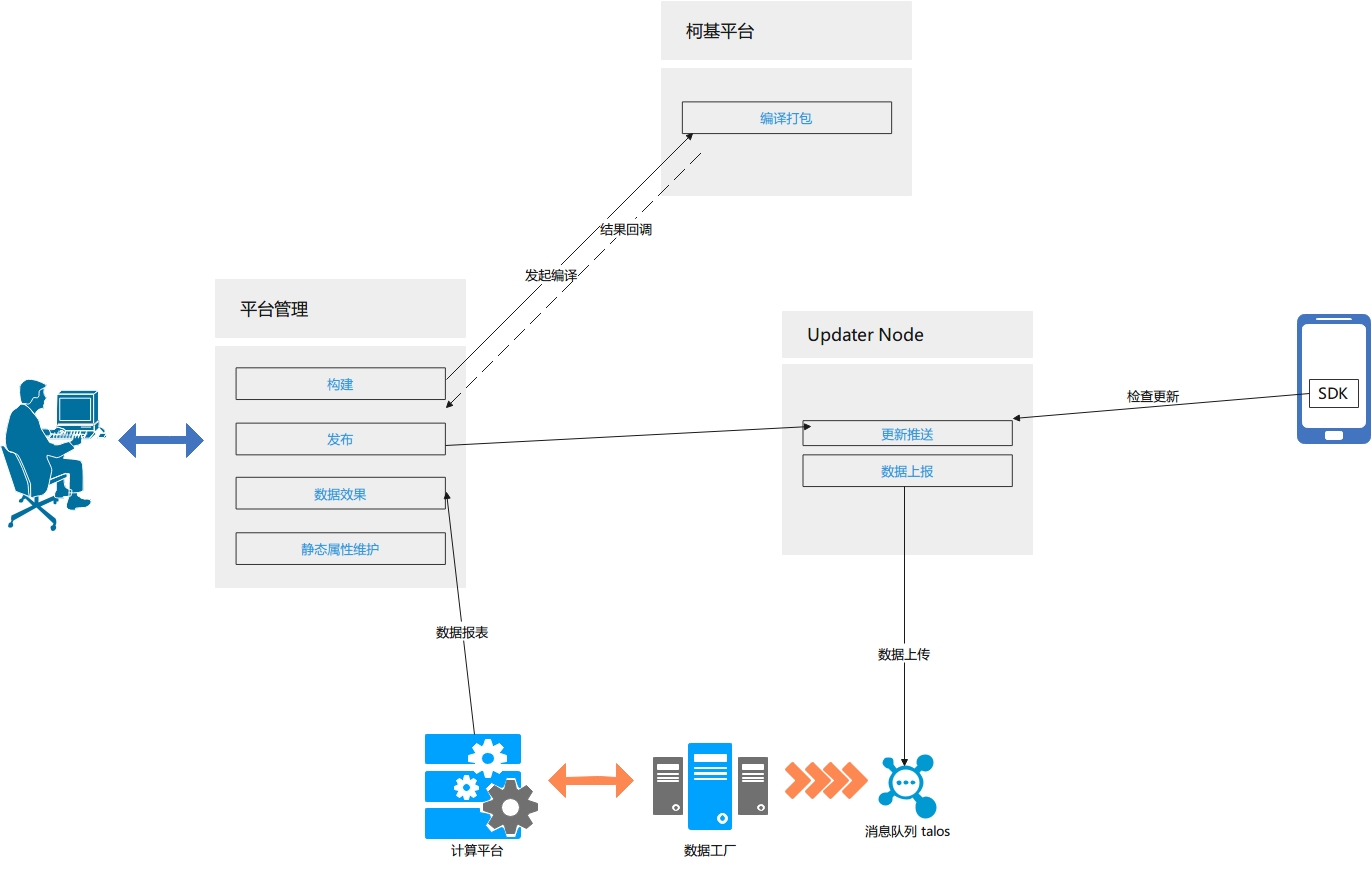 柯基平台
编译打包
结果回调
发起编译
平台管理
构建
发布
数据效果
静态属性维护
Updater Node
更新推送
数据上报
检查更新
SDK
数据报表
数据上传
计算平台
数据工厂
消息队列 talos